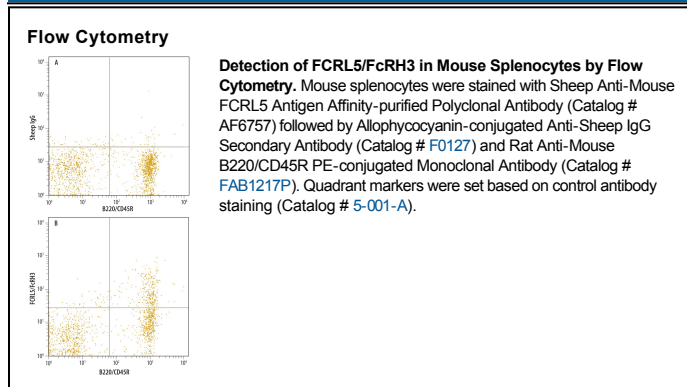 Flow Cytometry
A
Sheep IgG
B220/CD45R
B
FCRL5/FcRH3
B220/CD45R
Detection of FCRL5/FcRH3 in Mouse Splenocytes by Flow
Cytometry. Mouse splenocytes were stained with Sheep Anti-Mouse
FCRL5 Antigen Affinity-purified Polyclonal Antibody (Catalog #
AF6757) followed by Allophycocyanin-conjugated Anti-Sheep IgG
Secondary Antibody (Catalog # F0127) and Rat Anti-Mouse
B220/CD45R PE-conjugated Monoclonal Antibody (Catalog #
FAB1217P). Quadrant markers were set based on control antibody
staining (Catalog # 5-001-A).